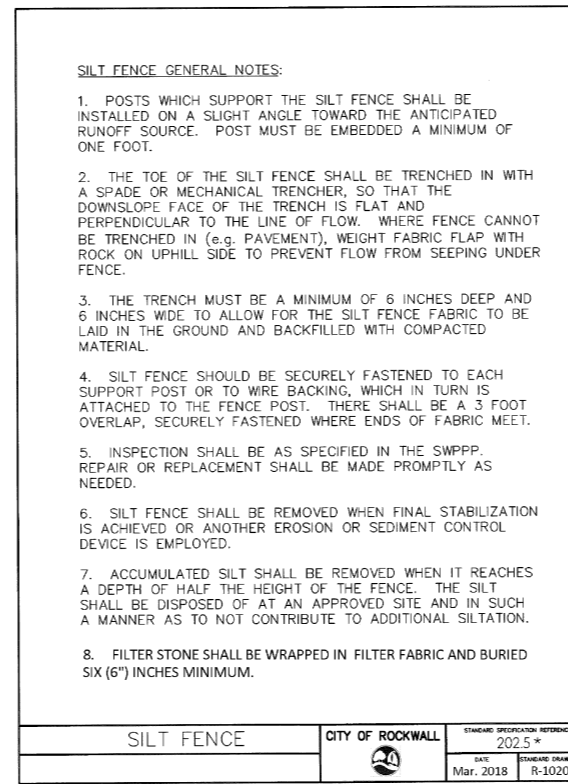 SILT FENCE GENERAL NOTES:
1. POSTS WHICH SUPPORT THE SILT FENCE SHALL BE
INSTALLED ON A SLIGHT ANGLE TOWARD THE ANTICIPATED
RUNOFF SOURCE. POST MUST BE EMBEDDED A MINIMUM OF
ONE FOOT.
2. THE TOE OF THE SILT FENCE SHALL BE TRENCHED IN WITH
A SPADE OR MECHANICAL TRENCHER, SO THAT THE
DOWNSLOPE FACE OF THE TRENCH IS FLAT AND
PERPENDICULAR TO THE LINE OF FLOW. WHERE FENCE CANNOT
BE TRENCHED IN (e.g. PAVEMENT), WEIGHT FABRIC FLAP WITH
ROCK ON UPHILL SIDE TO PREVENT FLOW FROM SEEPING UNDER
FENCE.
3. THE TRENCH MUST BE A MINIMUM OF 6 INCHES DEEP AND
6 INCHES WIDE TO ALLOW FOR THE SILT FENCE FABRIC TO BE
LAID IN THE GROUND AND BACKFILLED WITH COMPACTED
MATERIAL.
4. SILT FENCE SHOULD BE SECURELY FASTENED TO EACH
SUPPORT POST OR TO WIRE BACKING, WHICH IN TURN IS
ATTACHED TO THE FENCE POST. THERE SHALL BE A 3 FOOT
OVERLAP, SECURELY FASTENED WHERE ENDS OF FABRIC MEET.
5. INSPECTION SHALL BE AS SPECIFIED IN THE SWPPP.
REPAIR OR REPLACEMENT SHALL BE MADE PROMPTLY AS
NEEDED.
6. SILT FENCE SHALL BE REMOVED WHEN FINAL STABILIZATION
IS ACHIEVED OR ANOTHER EROSION OR SEDIMENT CONTROL
DEVICE IS EMPLOYED.
7. ACCUMULATED SILT SHALL BE REMOVED WHEN IT REACHES
A DEPTH OF HALF THE HEIGHT OF THE FENCE. THE SILT
SHALL BE DISPOSED OF AT AN APPROVED SITE AND IN SUCH
A MANNER AS TO NOT CONTRIBUTE TO ADDITIONAL SILTATION.
8. FILTER STONE SHALL BE WRAPPED IN FILTER FABRIC AND BURIED
SIX (6") INCHES MINIMUM.
SILT FENCE
CITY OF ROCKWALL
STANDARD SPECIFICATION REFERENCE
202.5 *
DATE
Mar. 2018
STANDARD DRAW
R-1020